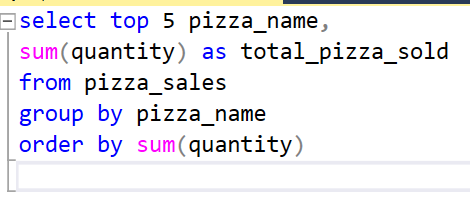 select top 5 pizza_name,
sum(quantity) as total_pizza_sold
from pizza_sales
group by pizza_name
order by sum(quantity)